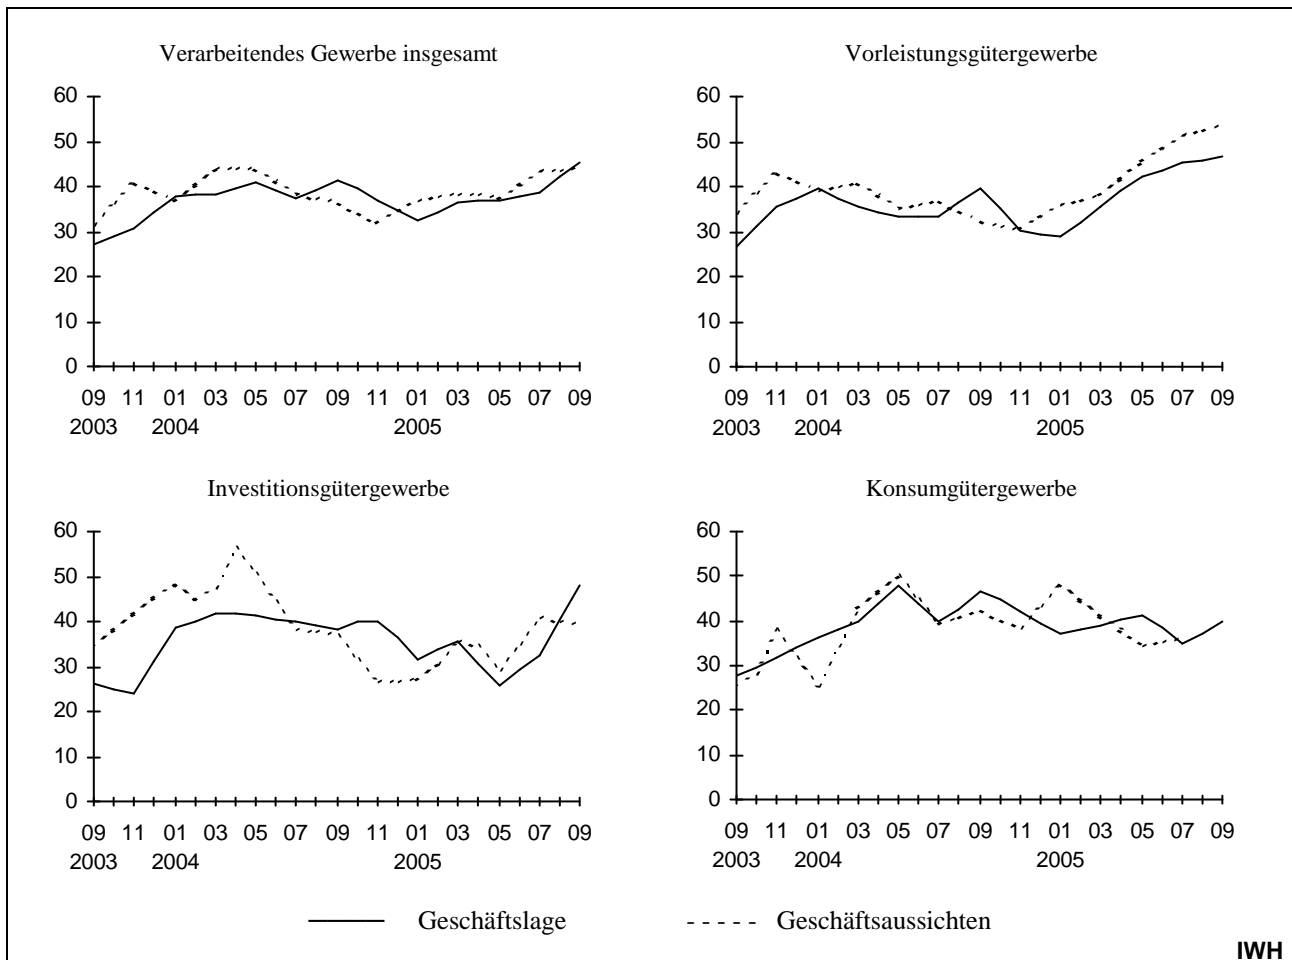 Verarbeitendes Gewerbe insgesamt
60
50
40
30
20
10
0
09 11 01 03 05 07 09 11 01 03 05 07 09
2003 2004 2005
Vorleistungsgütergewerbe
60
50
40
30
20
10
0
09 11 01 03 05 07 09 11 01 03 05 07 09
2003 2004 2005
Investitionsgütergewerbe
60
50
40
30
20
10
0
09 11 01 03 05 07 09 11 01 03 05 07 09
2003 2004 2005
Konsumgütergewerbe
60
50
40
30
20
10
0
09 11 01 03 05 07 09 11 01 03 05 07 09
2003 2004 2005
Geschäftslage Geschäftsaussichten
IWH